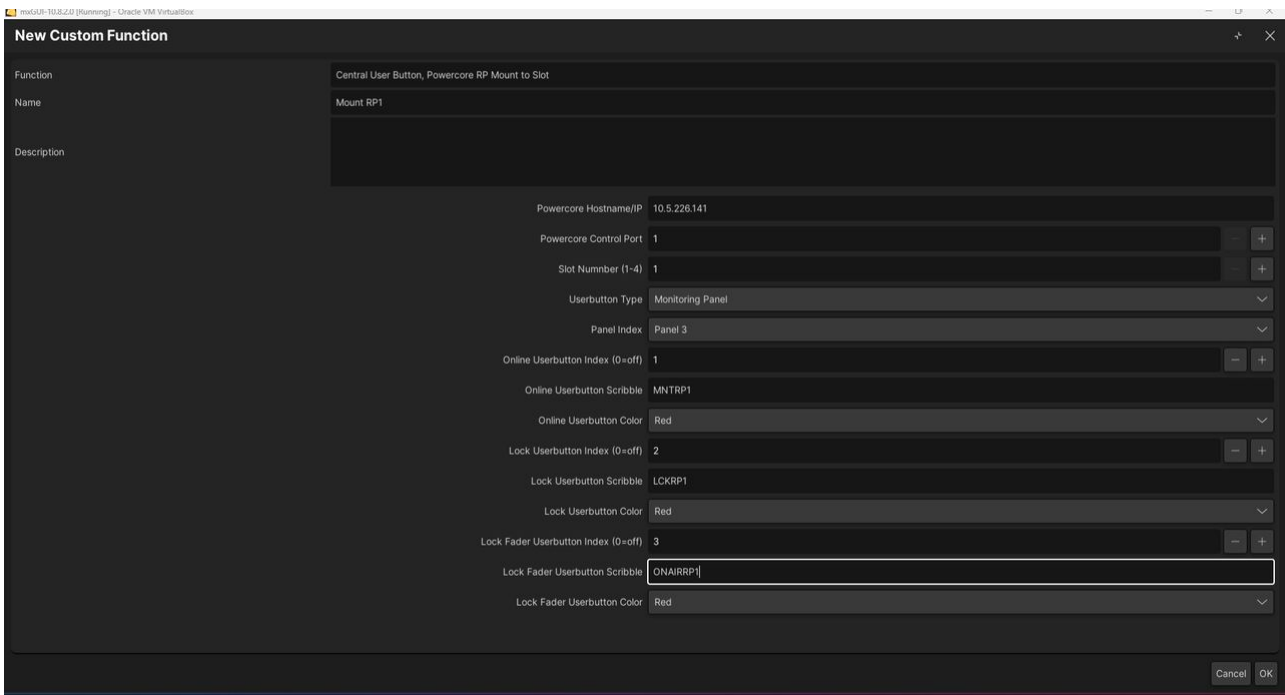 mxGUI-10.8.2.0 [Running] - Oracle VM VirtualBox
New Custom Function
Function Central User Button, Powercore RP Mount to Slot
Name Mount RP1
Description
Powercore Hostname/IP 10.5.226.141
Powercore Control Port 1 − +
Slot Numnber (1-4) 1 − +
Userbutton Type Monitoring Panel
Panel Index Panel 3
Online Userbutton Index (0=off) 1 − +
Online Userbutton Scribble MNTRP1
Online Userbutton Color Red
Lock Userbutton Index (0=off) 2 − +
Lock Userbutton Scribble LCKRP1
Lock Userbutton Color Red
Lock Fader Userbutton Index (0=off) 3 − +
Lock Fader Userbutton Scribble ONAIRRP1
Lock Fader Userbutton Color Red
Cancel OK